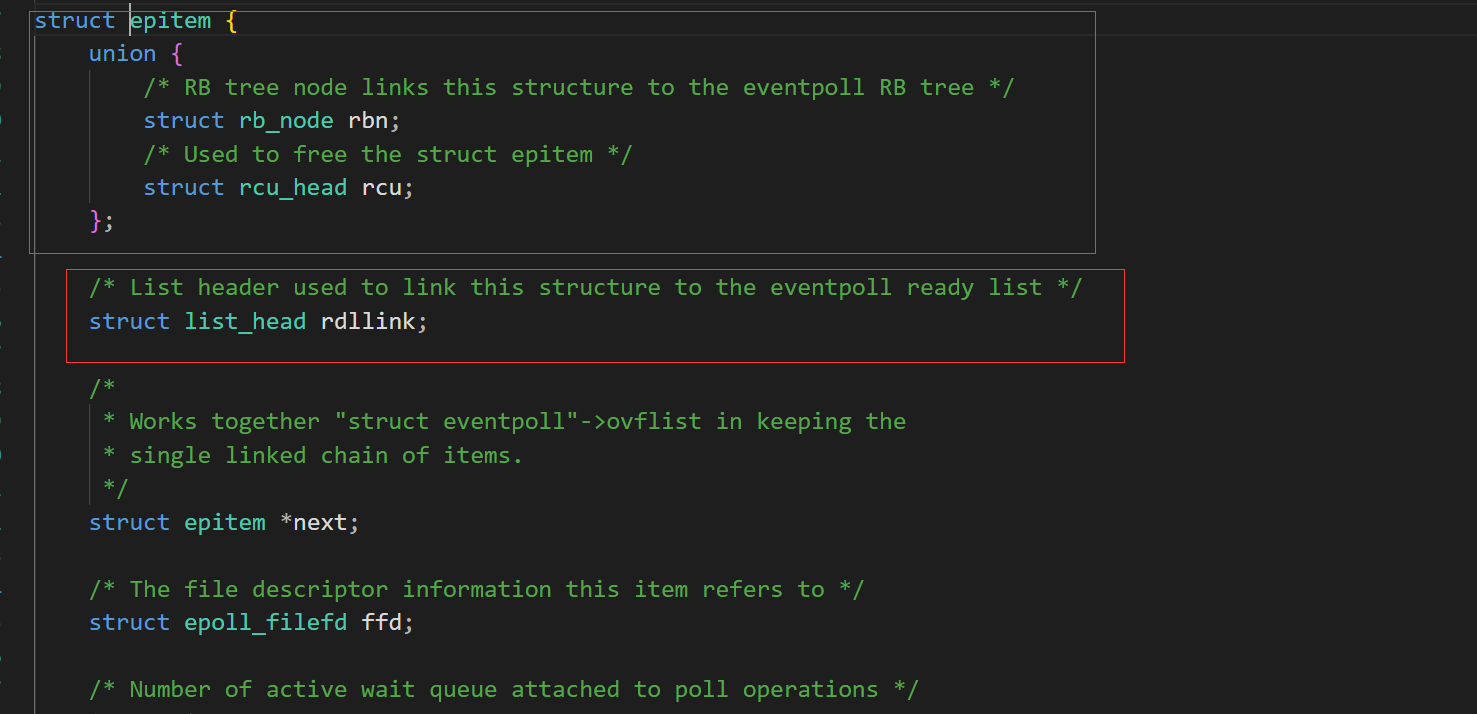 struct epitem {
union {
/* RB tree node links this structure to the eventpoll RB tree */
struct rb_node rbn;
/* Used to free the struct epitem */
struct rcu_head rcu;
};
/* List header used to link this structure to the eventpoll ready list */
struct list_head rdllink;
/*
* Works together "struct eventpoll"->ovflist in keeping the
* single linked chain of items.
*/
struct epitem *next;
/* The file descriptor information this item refers to */
struct epoll_filefd ffd;
/* Number of active wait queue attached to poll operations */